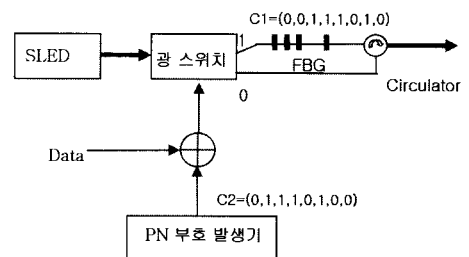 C1=(0,0,1,1,1,0,1,0)
SLED
광 스위치
1
FBG
0
Circulator
Data
C2=(0,1,1,1,0,1,0,0)
PN 부호 발생기